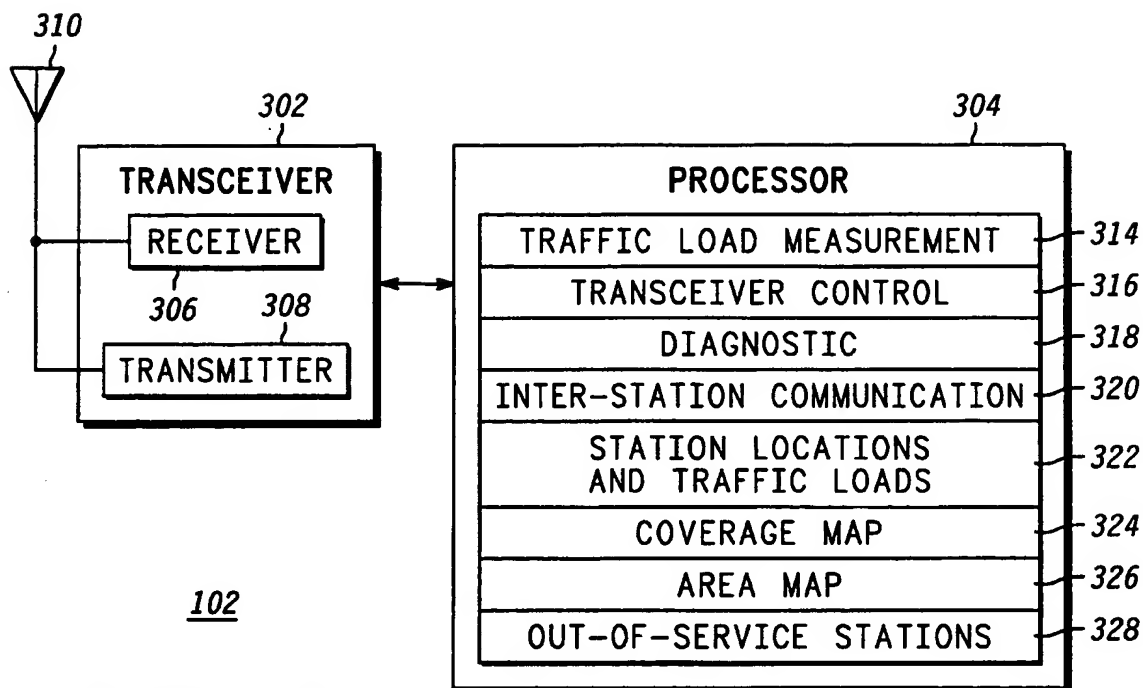 310
302
304
TRANSCEIVER
RECEIVER
306
308
TRANSMITTER
PROCESSOR
TRAFFIC LOAD MEASUREMENT
314
TRANSCEIVER CONTROL
316
DIAGNOSTIC
318
INTER-STATION COMMUNICATION
320
STATION LOCATIONS
AND TRAFFIC LOADS
322
COVERAGE MAP
324
AREA MAP
326
OUT-OF-SERVICE STATIONS
328
102